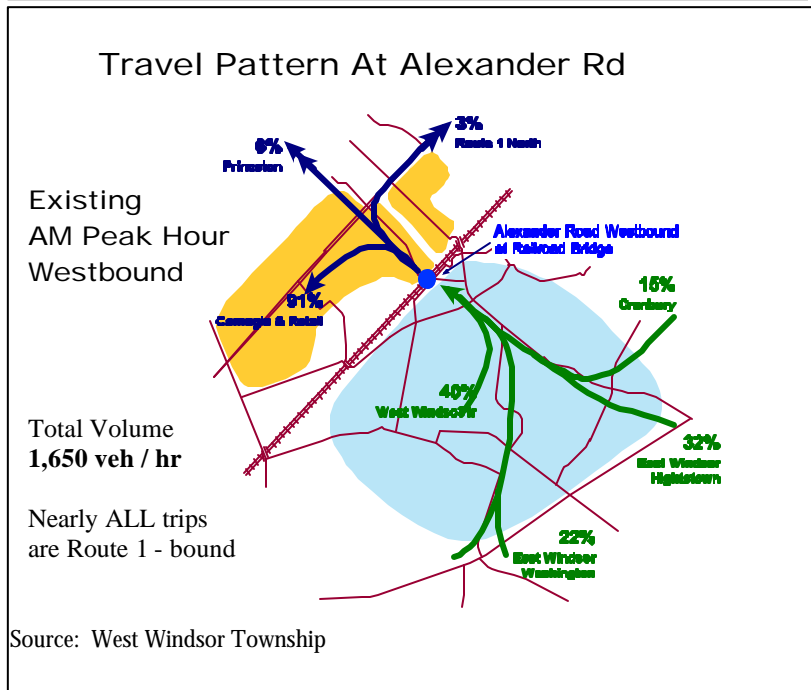 Travel Pattern At Alexander Rd
3%
Route 1 North
6%
Princeton
Existing
AM Peak Hour
Westbound
Alexander Road Westbound
at Railroad Bridge
15%
Cranbury
91%
Carnegie & Retail
40%
West
Total Volume
1,650 veh / hr
32%
East Windsor
Hightstown
Nearly ALL trips
are Route 1 - bound
22%
East Windsor
Washington
Source: West Windsor Township